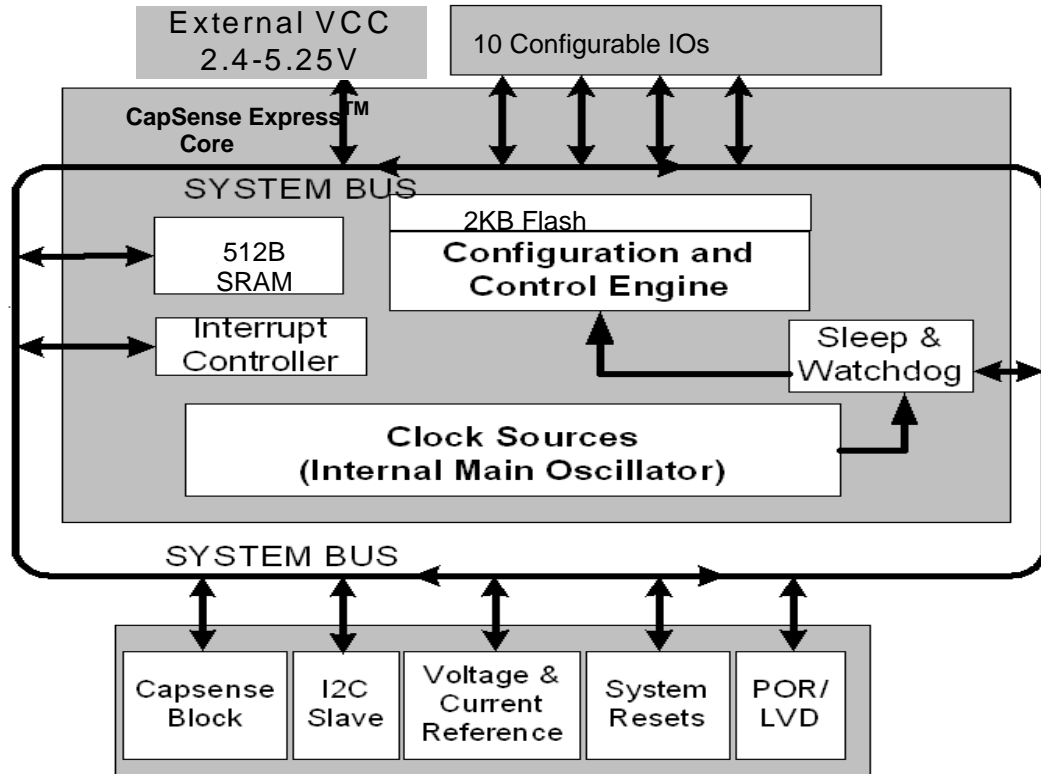 External VCC
2.4-5.25V
10 Configurable IOs
CapSense Express™
Core
SYSTEM BUS
2KB Flash
Configuration and
Control Engine
512B
SRAM
Interrupt
Controller
Sleep &
Watchdog
Clock Sources
(Internal Main Oscillator)
SYSTEM BUS
Capsense
Block
I2C
Slave
Voltage &
Current
Reference
System
Resets
POR/
LVD